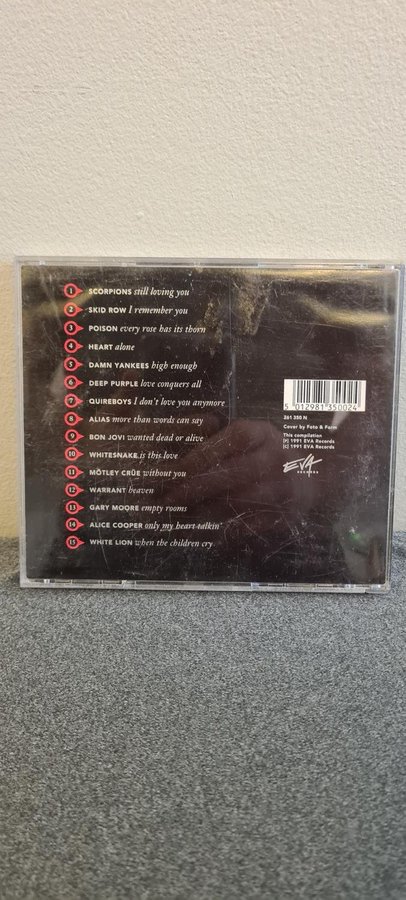 1 SCORPIONS still loving you
2 SKID ROW I remember you
3 POISON every rose has its thorn
4 HEART alone
5 DAMN YANKEES high enough
6 DEEP PURPLE love conquers all
7 QUIREBOYS I don't love you anymore
8 ALIAS more than words can say
9 BON JOVI wanted dead or alive
10 WHITESNAKE is this love
11 MÖTLEY CRÜE without you
12 WARRANT heaven
13 GARY MOORE empty rooms
14 ALICE COOPER only my heart talkin'
15 WHITE LION when the children cry
5 012981 350024
261 350 N
Cover by Foto & Form
This compilation
(P) 1991 EVA Records
(C) 1991 EVA Records
EVA
RECORDS